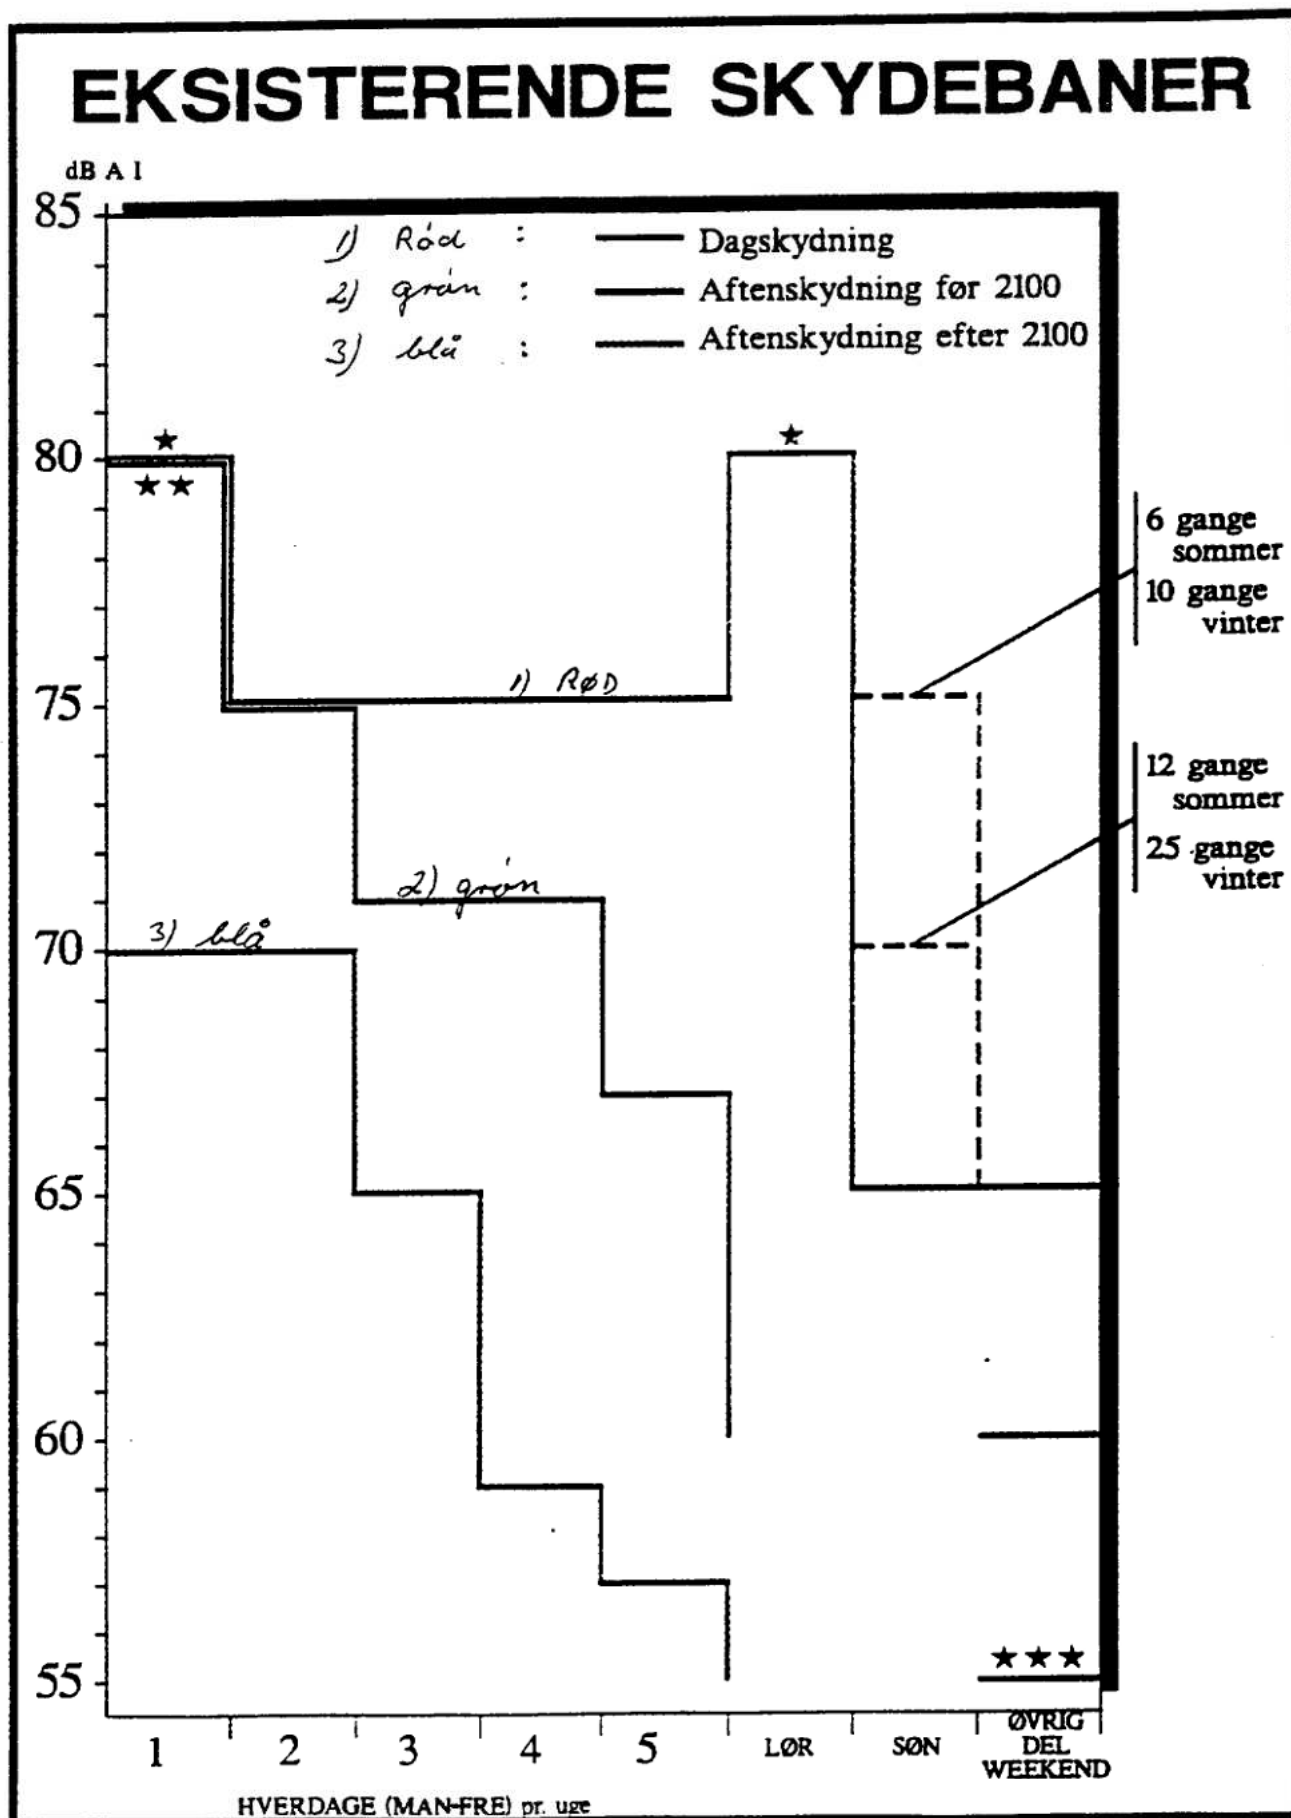 EKSISTERENDE SKYDEBANER
dB A I
85
1) Rød : Dagskydning
2) grøn : Aftenskydning før 2100
3) blå : Aftenskydning efter 2100
★ ★
80
★★
6 gange
sommer
10 gange
vinter
1) RØD
75
12 gange
sommer
25 gange
vinter
2) grøn
3) blå
70
65
60
★★★
55
1 2 3 4 5 LØR SØN ØVRIG
DEL
WEEKEND
HVERDAGE (MAN-FRE) pr. uge